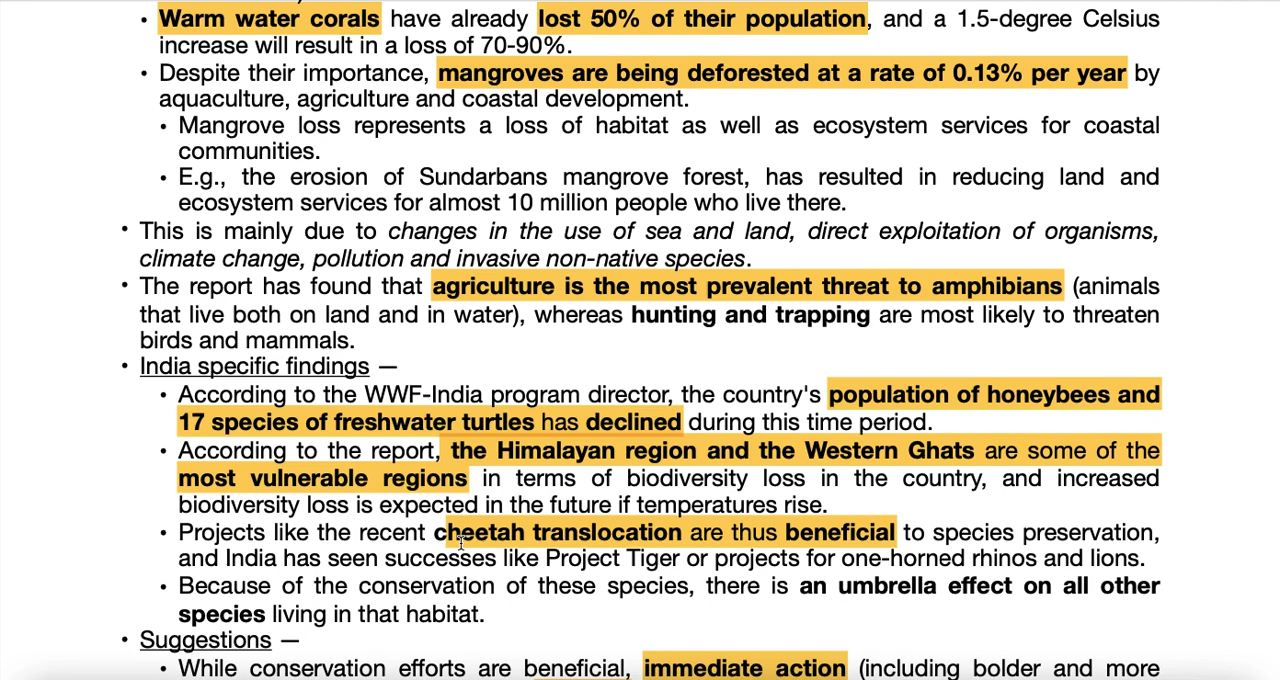 • Warm water corals have already lost 50% of their population, and a 1.5-degree Celsius
increase will result in a loss of 70-90%.
• Despite their importance, mangroves are being deforested at a rate of 0.13% per year by
aquaculture, agriculture and coastal development.
• Mangrove loss represents a loss of habitat as well as ecosystem services for coastal
communities.
• E.g., the erosion of Sundarbans mangrove forest, has resulted in reducing land and
ecosystem services for almost 10 million people who live there.
• This is mainly due to changes in the use of sea and land, direct exploitation of organisms,
climate change, pollution and invasive non-native species.
• The report has found that agriculture is the most prevalent threat to amphibians (animals
that live both on land and in water), whereas hunting and trapping are most likely to threaten
birds and mammals.
• India specific findings —
• According to the WWF-India program director, the country's population of honeybees and
17 species of freshwater turtles has declined during this time period.
• According to the report, the Himalayan region and the Western Ghats are some of the
most vulnerable regions in terms of biodiversity loss in the country, and increased
biodiversity loss is expected in the future if temperatures rise.
• Projects like the recent cheetah translocation are thus beneficial to species preservation,
and India has seen successes like Project Tiger or projects for one-horned rhinos and lions.
• Because of the conservation of these species, there is an umbrella effect on all other
species living in that habitat.
• Suggestions —
• While conservation efforts are beneficial, immediate action (including bolder and more